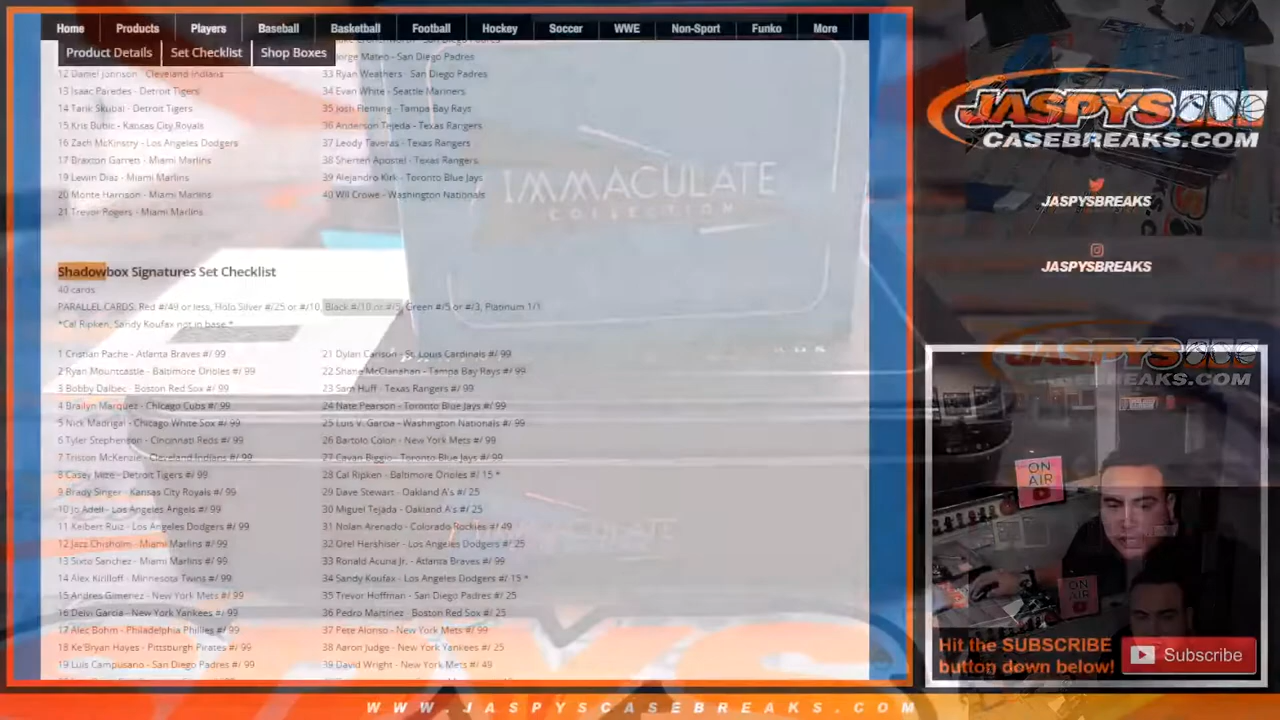 Home Products Players Baseball Basketball Football Hockey Soccer WWE Non-Sport Funko More
Product Details Set Checklist Shop Boxes
12 Daniel Johnson - Cleveland Indians
13 Isaac Paredes - Detroit Tigers
14 Tarik Skubal - Detroit Tigers
15 Kris Bubic - Kansas City Royals
16 Zach McKinstry - Los Angeles Dodgers
17 Braxton Garrett - Miami Marlins
19 Lewin Diaz - Miami Marlins
20 Monte Harrison - Miami Marlins
21 Trevor Rogers - Miami Marlins
Jorge Mateo - San Diego Padres
33 Ryan Weathers - San Diego Padres
34 Evan White - Seattle Mariners
35 Josh Fleming - Tampa Bay Rays
36 Anderson Tejeda - Texas Rangers
37 Leody Taveras - Texas Rangers
38 Sherten Apostel - Texas Rangers
39 Alejandro Kirk - Toronto Blue Jays
40 Wil Crowe - Washington Nationals
IMMACULATE
COLLECTION
Shadowbox Signatures Set Checklist
40 cards
PARALLEL CARDS: Red #/49 or less, Holo Silver #/25 or #/10, Black #/10 or #/5, Green #/5 or #/3, Platinum 1/1
*Cal Ripken, Sandy Koufax not in base.*
1 Cristian Pache - Atlanta Braves #/ 99
2 Ryan Mountcastle - Baltimore Orioles #/ 99
3 Bobby Dalbec - Boston Red Sox #/ 99
4 Brailyn Marquez - Chicago Cubs #/ 99
5 Nick Madrigal - Chicago White Sox #/ 99
6 Tyler Stephenson - Cincinnati Reds #/ 99
7 Triston McKenzie - Cleveland Indians #/ 99
8 Casey Mize - Detroit Tigers #/ 99
9 Brady Singer - Kansas City Royals #/ 99
10 Jo Adell - Los Angeles Angels #/ 99
11 Keibert Ruiz - Los Angeles Dodgers #/ 99
12 Jazz Chisholm - Miami Marlins #/ 99
13 Sixto Sanchez - Miami Marlins #/ 99
14 Alex Kirilloff - Minnesota Twins #/ 99
15 Andres Gimenez - New York Mets #/ 99
16 Deivi Garcia - New York Yankees #/ 99
17 Alec Bohm - Philadelphia Phillies #/ 99
18 Ke'Bryan Hayes - Pittsburgh Pirates #/ 99
19 Luis Campusano - San Diego Padres #/ 99
21 Dylan Carlson - St. Louis Cardinals #/ 99
22 Shane McClanahan - Tampa Bay Rays #/ 99
23 Sam Huff - Texas Rangers #/ 99
24 Nate Pearson - Toronto Blue Jays #/ 99
25 Luis V. Garcia - Washington Nationals #/ 99
26 Bartolo Colon - New York Mets #/ 99
27 Cavan Biggio - Toronto Blue Jays #/ 99
28 Cal Ripken - Baltimore Orioles #/ 15 *
29 Dave Stewart - Oakland A's #/ 25
30 Miguel Tejada - Oakland A's #/ 25
31 Nolan Arenado - Colorado Rockies #/ 49
32 Orel Hershiser - Los Angeles Dodgers #/ 25
33 Ronald Acuna Jr. - Atlanta Braves #/ 99
34 Sandy Koufax - Los Angeles Dodgers #/ 15 *
35 Trevor Hoffman - San Diego Padres #/ 25
36 Pedro Martinez - Boston Red Sox #/ 25
37 Pete Alonso - New York Mets #/ 99
38 Aaron Judge - New York Yankees #/ 25
39 David Wright - New York Mets #/ 49
JASPYS
CASEBREAKS.COM
JASPYSBREAKS
JASPYSBREAKS
JASPYS
CASEBREAKS.COM
ON
AIR
ON
AIR
Hit the SUBSCRIBE
button down below!
Subscribe
WWW.JASPYSCASEBREAKS.COM